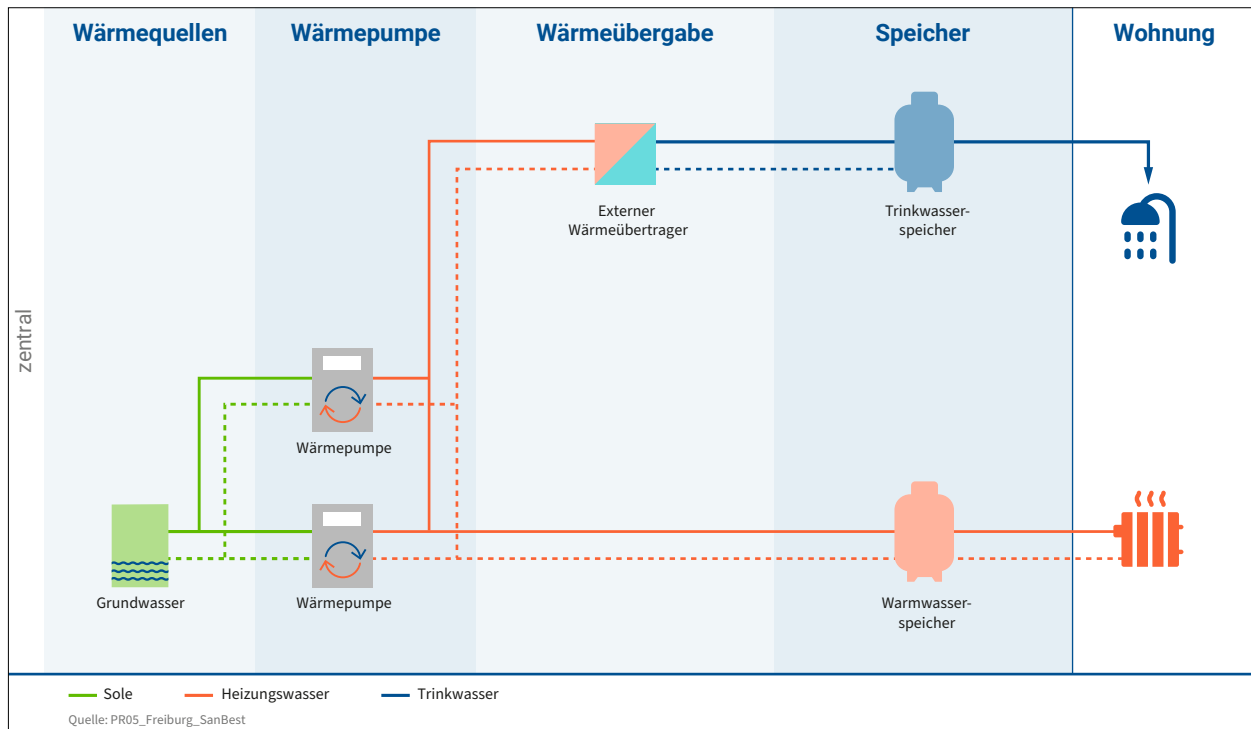 Wärmequellen
Wärmepumpe
Wärmeübergabe
Speicher
Wohnung
zentral
Externer
Wärmeübertrager
Trinkwasser-
speicher
Wärmepumpe
Grundwasser
Wärmepumpe
Warmwasser-
speicher
Sole
Heizungswasser
Trinkwasser
Quelle: PR05_Freiburg_SanBest